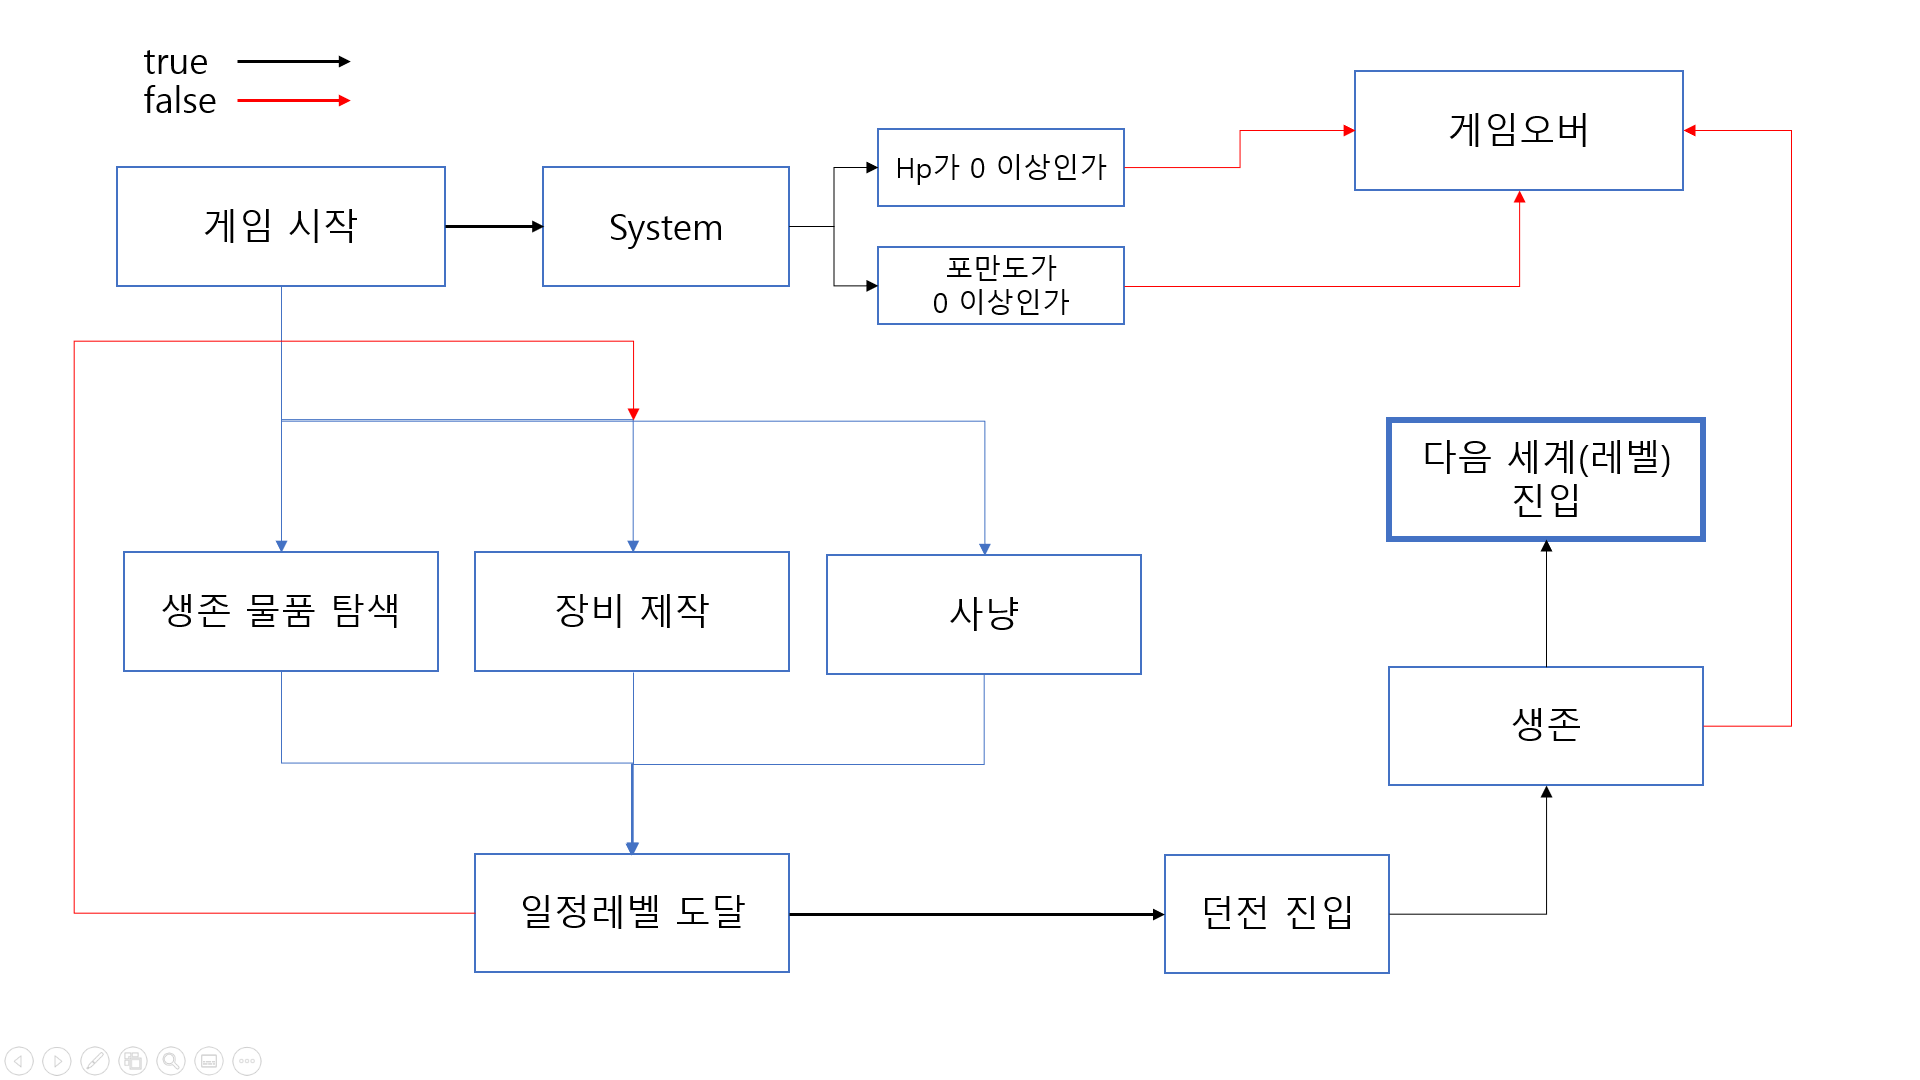 true
false
게임 시작
System
Hp가 0 이상인가
포만도가
0 이상인가
게임오버
다음 세계(레벨)
진입
생존 물품 탐색
장비 제작
사냥
생존
일정레벨 도달
던전 진입